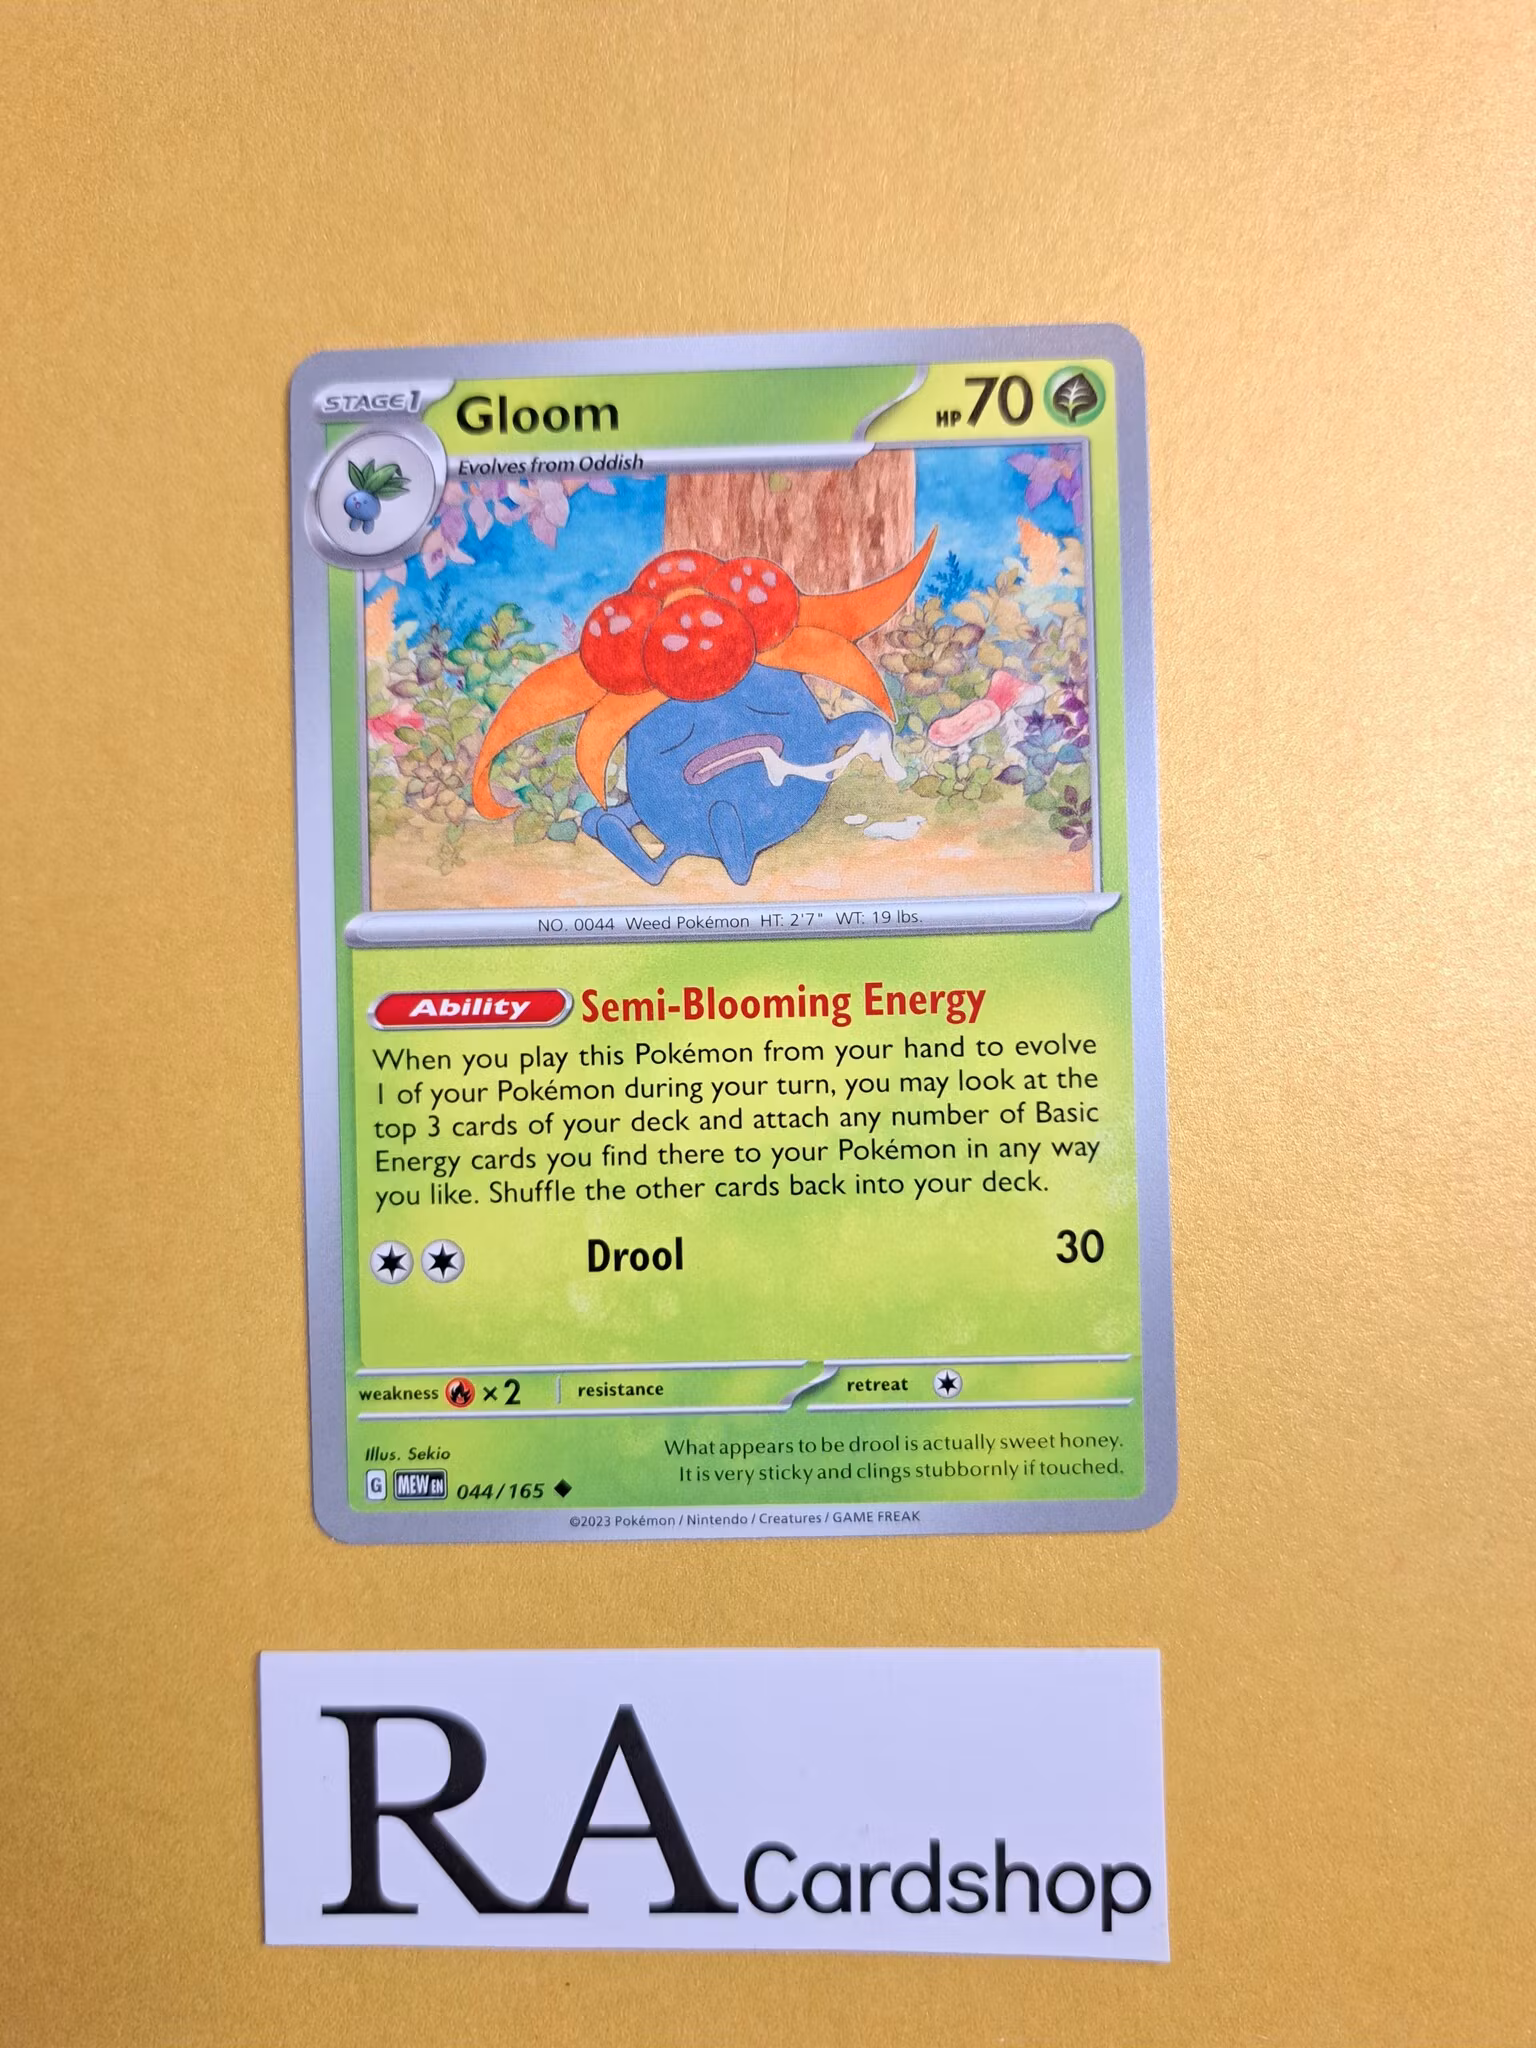 STAGE 1
Gloom
HP 70
Evolves from Oddish
NO. 0044 Weed Pokémon HT: 2'7" WT: 19 lbs.
Ability Semi-Blooming Energy
When you play this Pokémon from your hand to evolve
1 of your Pokémon during your turn, you may look at the
top 3 cards of your deck and attach any number of Basic
Energy cards you find there to your Pokémon in any way
you like. Shuffle the other cards back into your deck.
Drool 30
weakness ×2 resistance retreat
Illus. Sekio
What appears to be drool is actually sweet honey.
It is very sticky and clings stubbornly if touched.
G MEW EN 044/165
©2023 Pokémon / Nintendo / Creatures / GAME FREAK
RA Cardshop